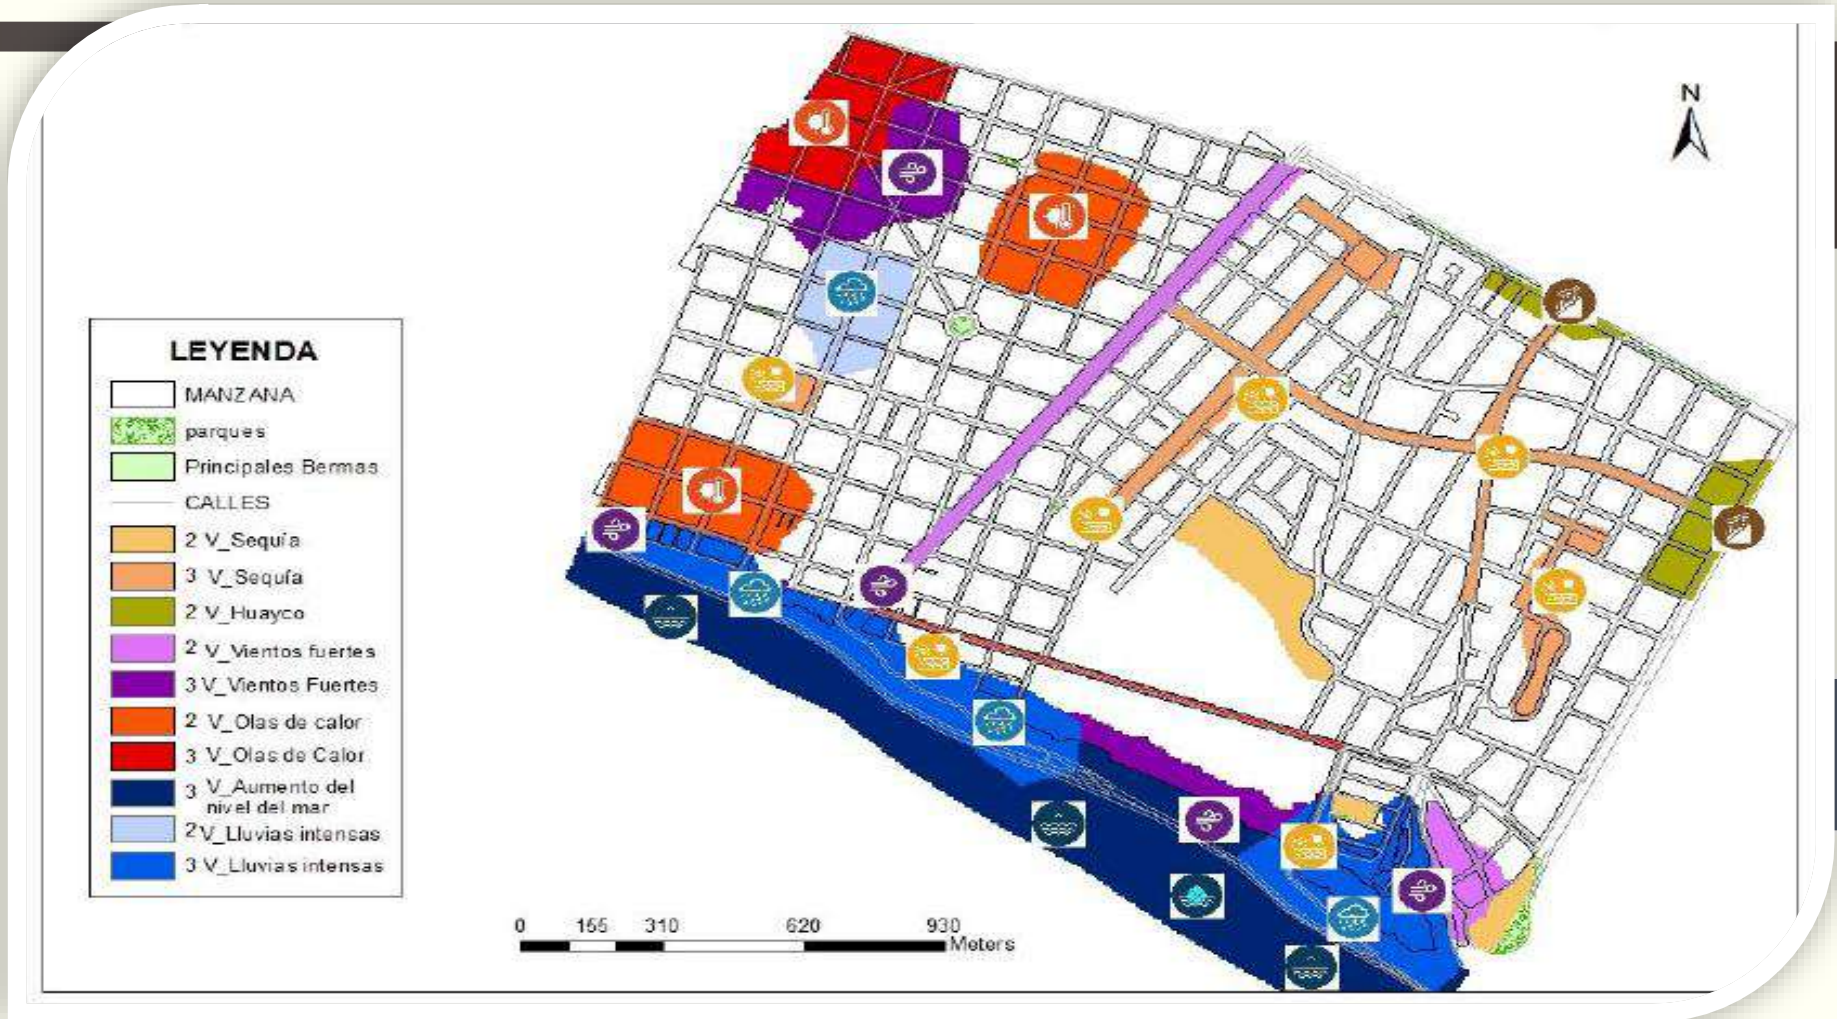 N
LEYENDA
MANZANA
parques
Principales Bermas
CALLES
2 V_Sequía
3 V_Sequía
2 V_Huayco
2 V_Vientos fuertes
3 V_Vientos Fuertes
2 V_Olas de calor
3 V_Olas de Calor
3 V_Aumento del
nivel del mar
2 V_Lluvias intensas
3 V_Lluvias intensas
0 155 310 620 930
Meters